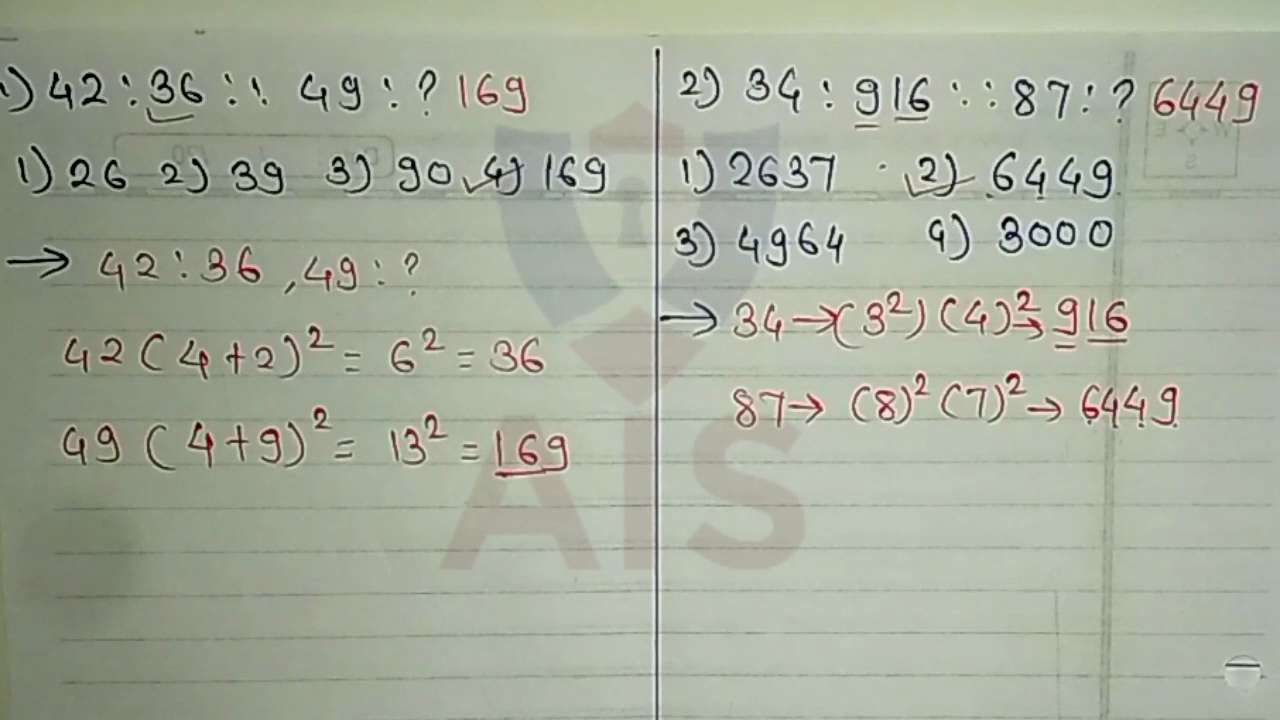 1) 42 : 36 :: 49 : ? 169
1) 26 2) 39 3) 90 4) 169
→ 42 : 36 , 49 : ?
42 (4+2)² = 6² = 36
49 (4+9)² = 13² = 169
2) 34 : 916 :: 87 : ? 6449
1) 2637 2) 6449
3) 4964 4) 3000
→ 34 → (3²) (4)² → 916
87 → (8)² (7)² → 6449
AIS